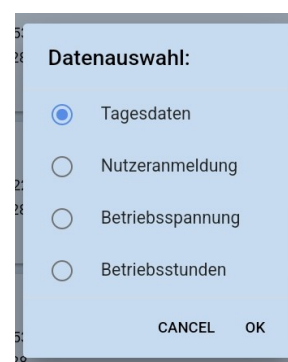 Datenauswahl:
Tagesdaten
Nutzeranmeldung
Betriebsspannung
Betriebsstunden
CANCEL OK